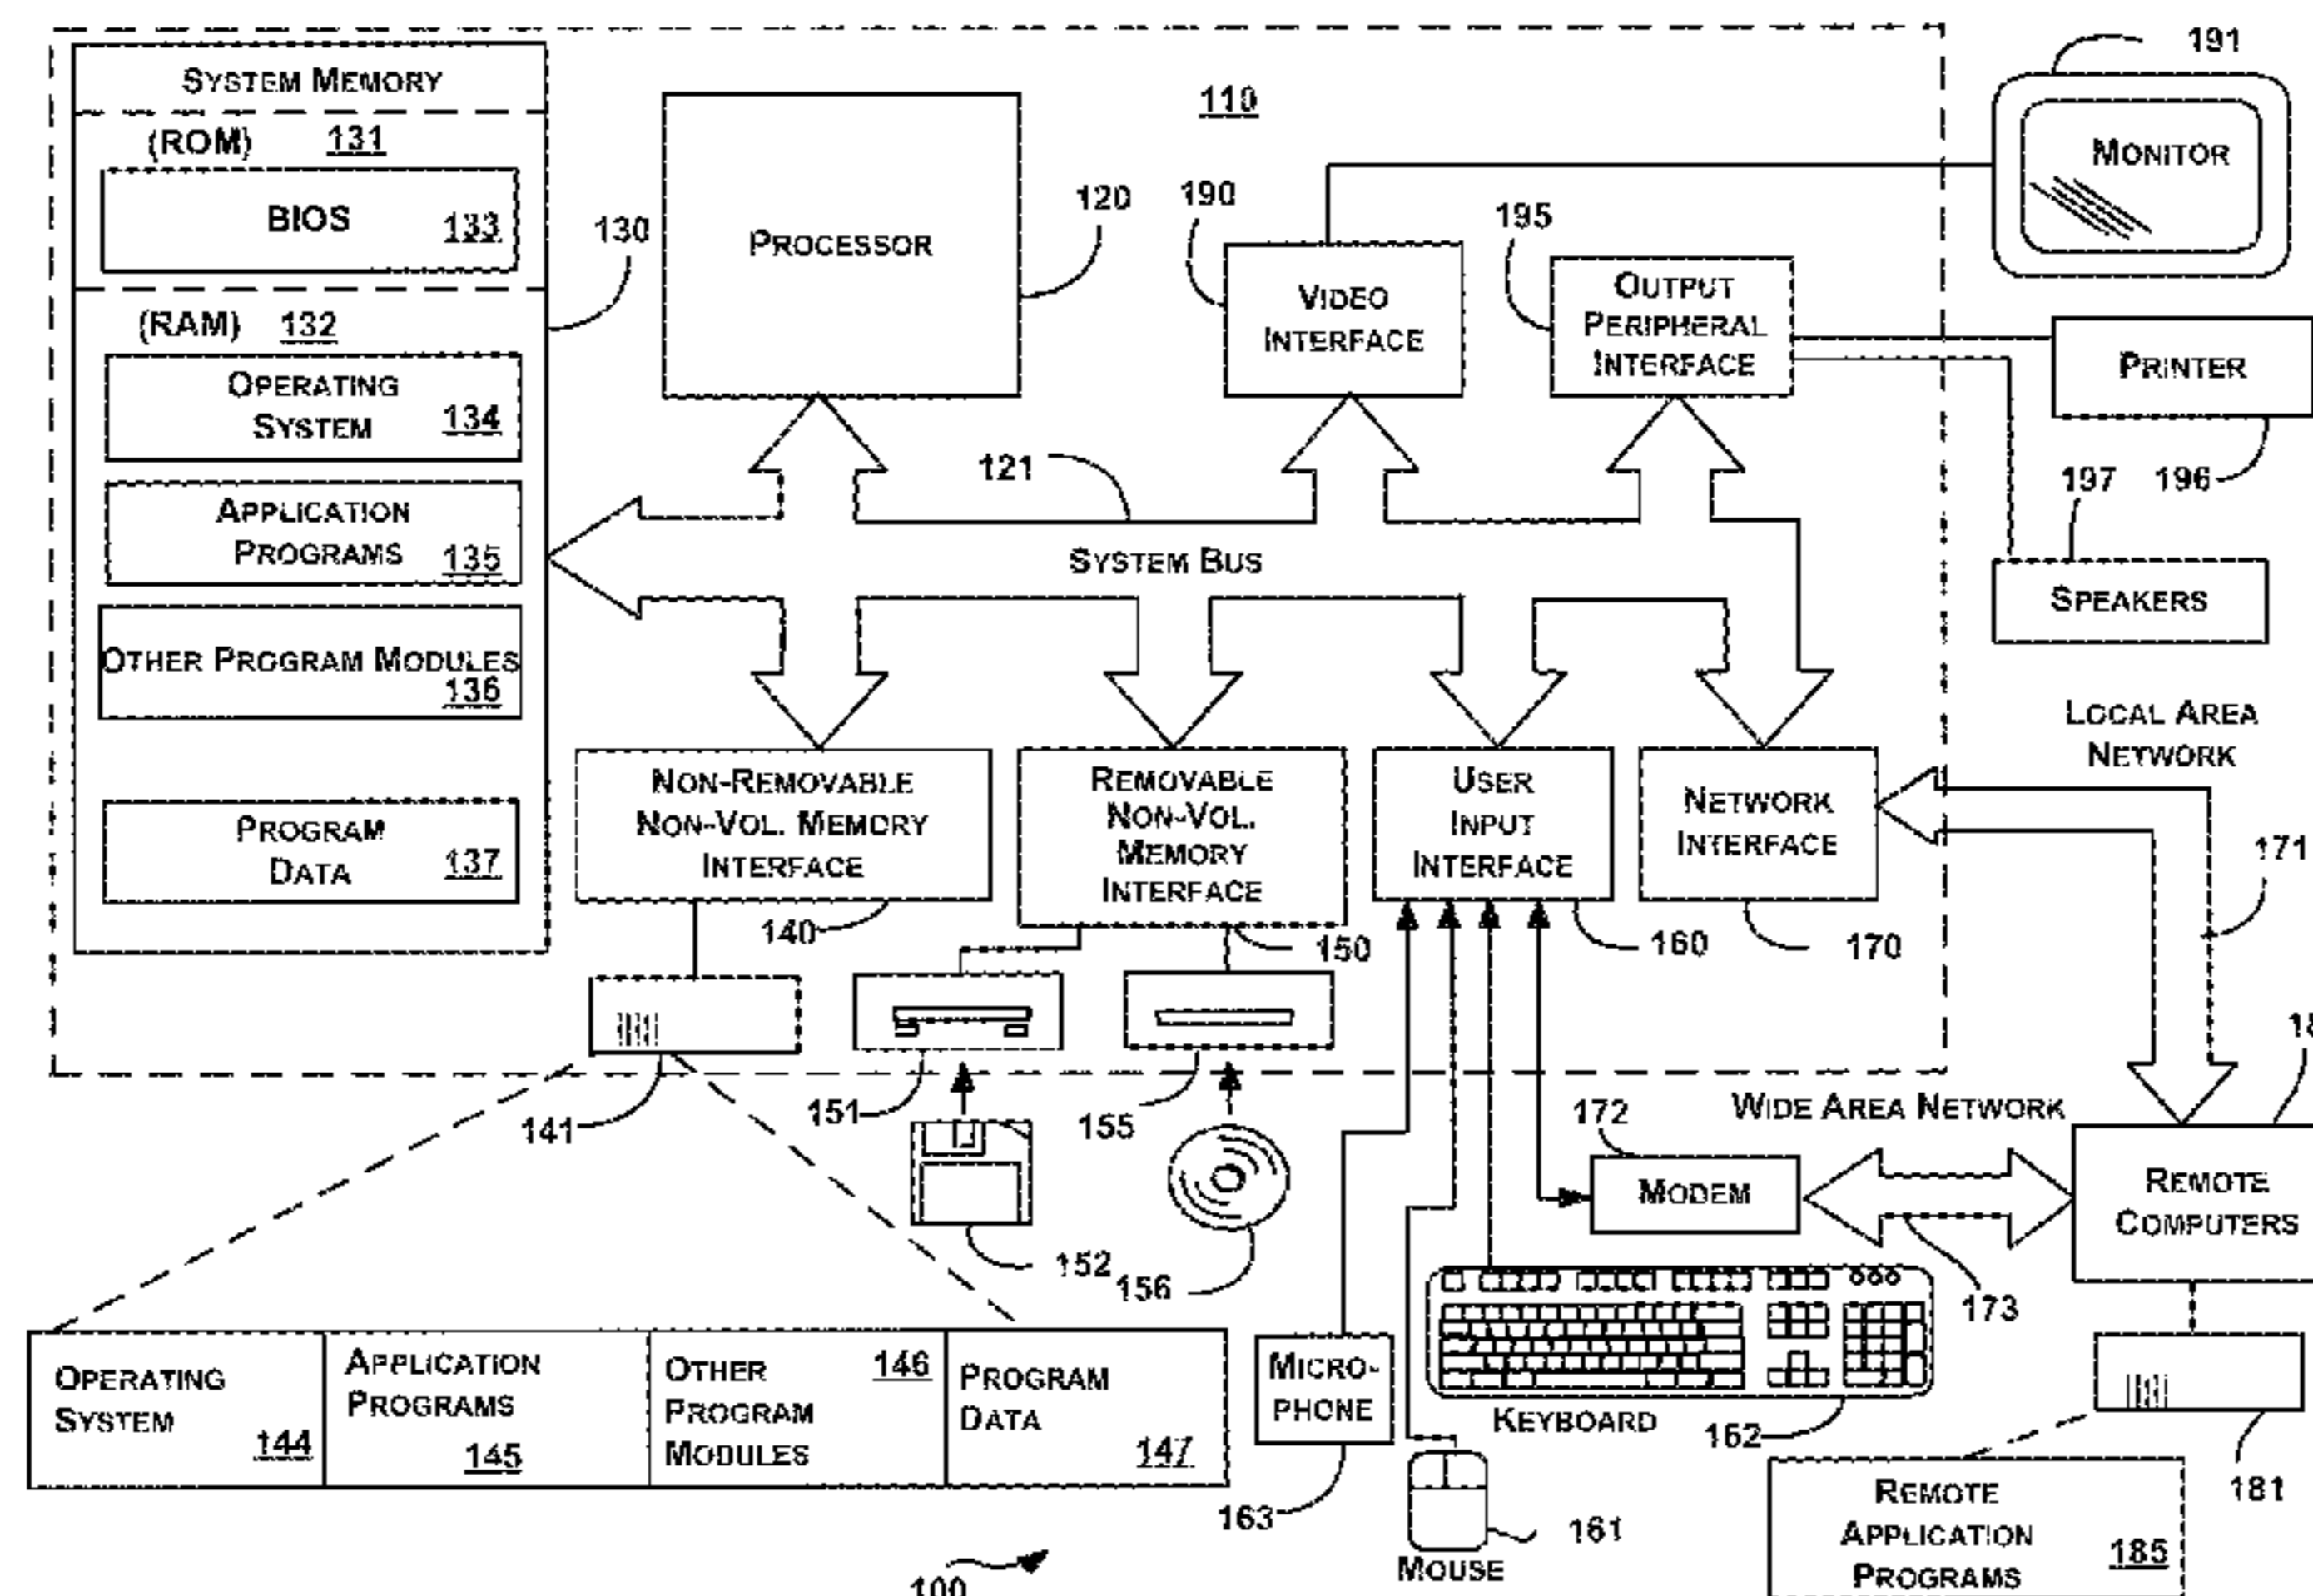 SYSTEM MEMORY
(ROM) 131
BIOS 133
(RAM) 132
OPERATING
SYSTEM 134
APPLICATION
PROGRAMS 135
OTHER PROGRAM MODULES
136
PROGRAM
DATA 137
130
PROCESSOR
120
110
190
VIDEO
INTERFACE
195
OUTPUT
PERIPHERAL
INTERFACE
191
MONITOR
PRINTER
196
197
SPEAKERS
121
SYSTEM BUS
NON-REMOVABLE
NON-VOL. MEMORY
INTERFACE
140
REMOVABLE
NON-VOL.
MEMORY
INTERFACE
150
USER
INPUT
INTERFACE
160
NETWORK
INTERFACE
170
LOCAL AREA
NETWORK
171
141
151
152
155
156
WIDE AREA NETWORK
172
MODEM
173
REMOTE
COMPUTERS
OPERATING
SYSTEM 144
APPLICATION
PROGRAMS
145
OTHER 146
PROGRAM
MODULES
PROGRAM
DATA
147
MICRO-
PHONE
163
KEYBOARD
162
161
MOUSE
181
REMOTE
APPLICATION
PROGRAMS 185
100